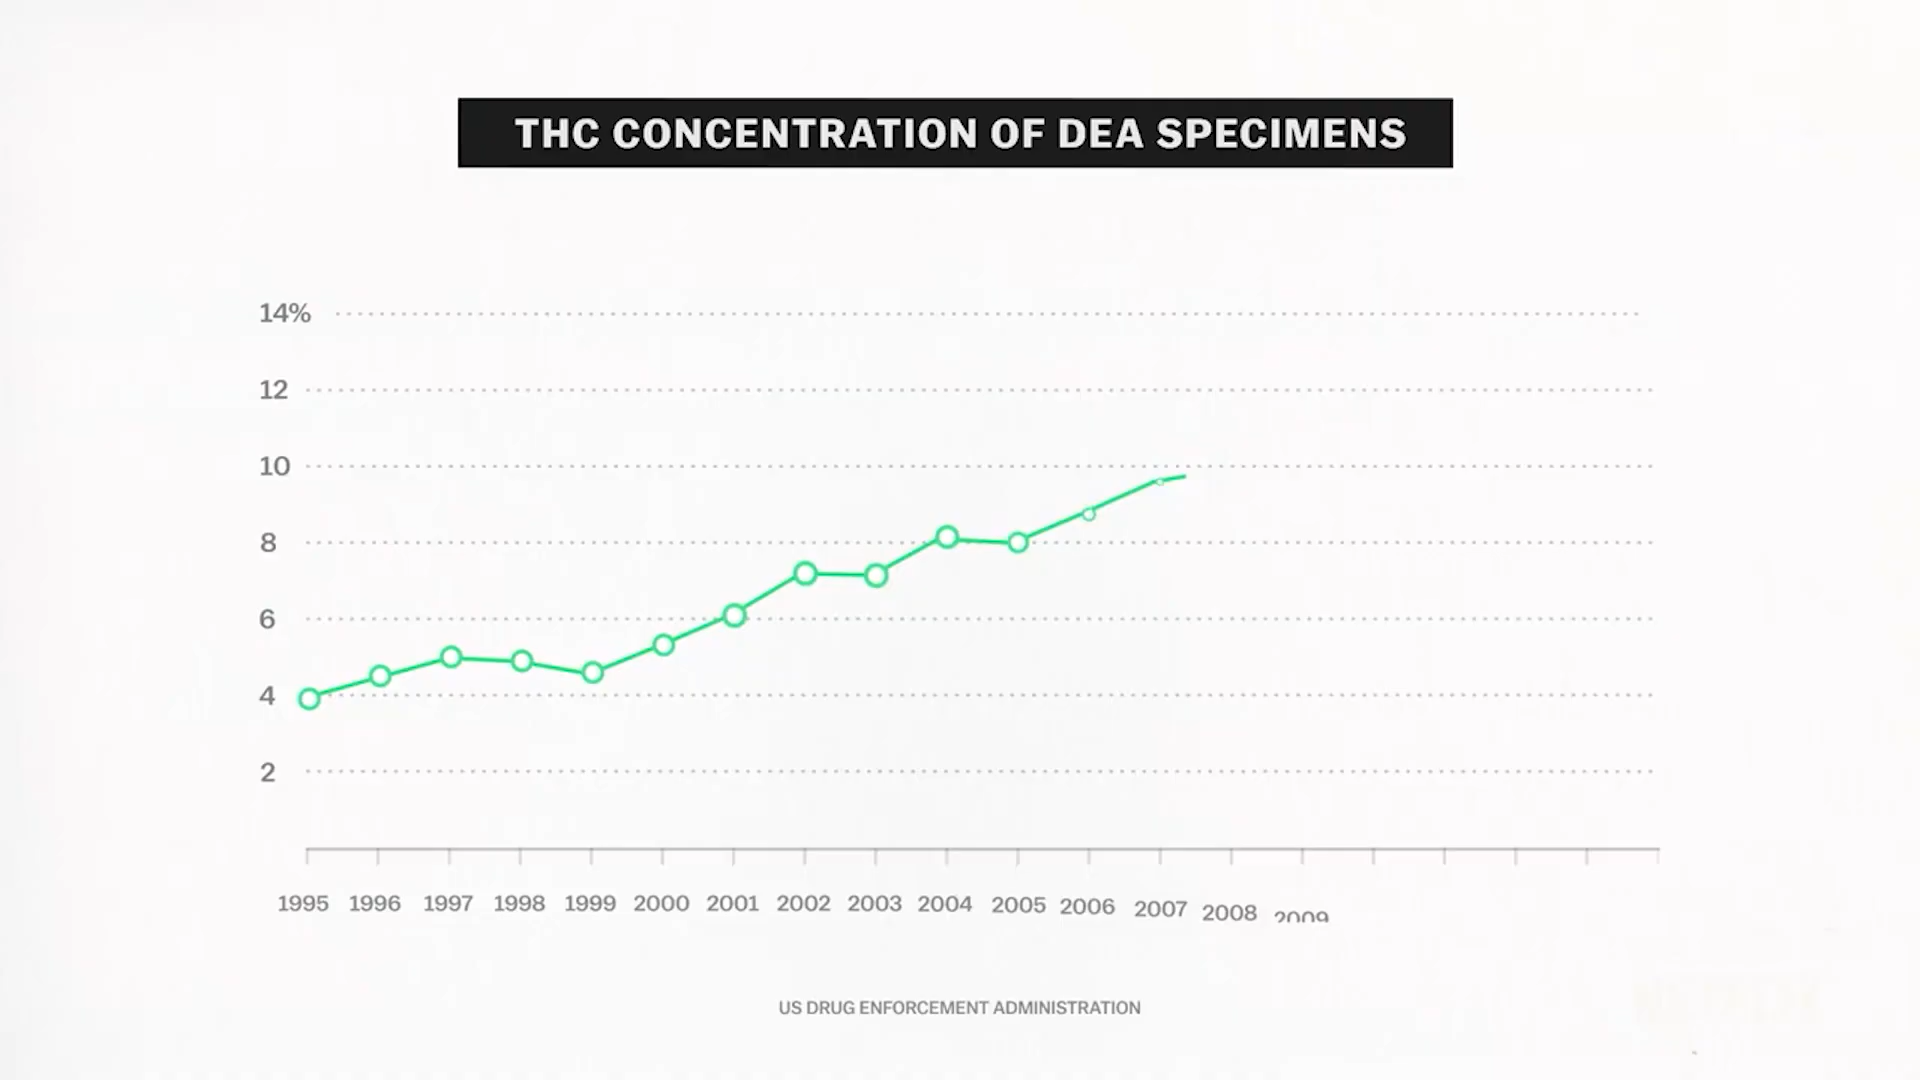 THC CONCENTRATION OF DEA SPECIMENS
14%
12
10
8
6
4
2
1995 1996 1997 1998 1999 2000 2001 2002 2003 2004 2005 2006 2007 2008 2009
US DRUG ENFORCEMENT ADMINISTRATION